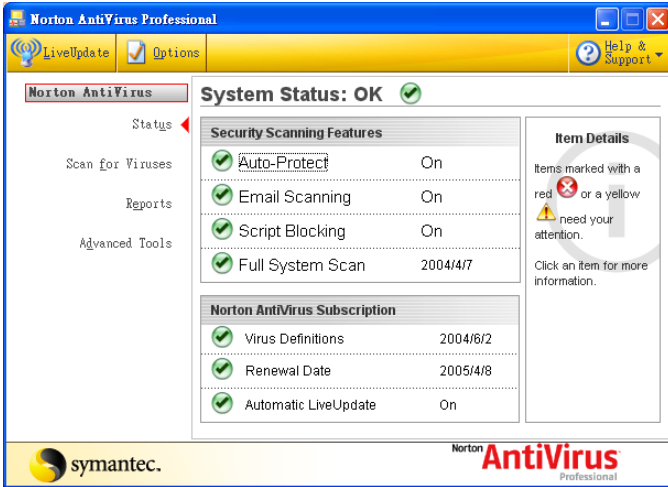 Norton AntiVirus Professional
LiveUpdate
Options
Help &
Support
Norton AntiVirus
Status
Scan for Viruses
Reports
Advanced Tools
System Status: OK
Security Scanning Features
Auto-Protect On
Email Scanning On
Script Blocking On
Full System Scan 2004/4/7
Norton AntiVirus Subscription
Virus Definitions 2004/6/2
Renewal Date 2005/4/8
Automatic LiveUpdate On
Item Details
Items marked with a
red or a yellow
need your
attention.
Click an item for more
information.
symantec.
Norton AntiVirus
Professional